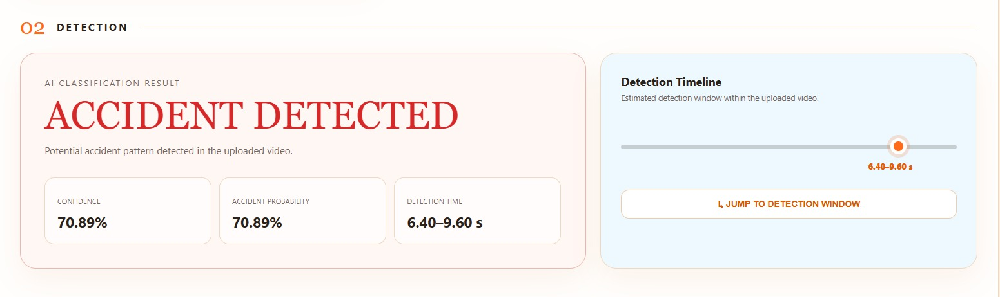 02 DETECTION
AI CLASSIFICATION RESULT
ACCIDENT DETECTED
Potential accident pattern detected in the uploaded video.
CONFIDENCE
70.89%
ACCIDENT PROBABILITY
70.89%
DETECTION TIME
6.40–9.60 s
Detection Timeline
Estimated detection window within the uploaded video.
6.40–9.60 s
↳ JUMP TO DETECTION WINDOW